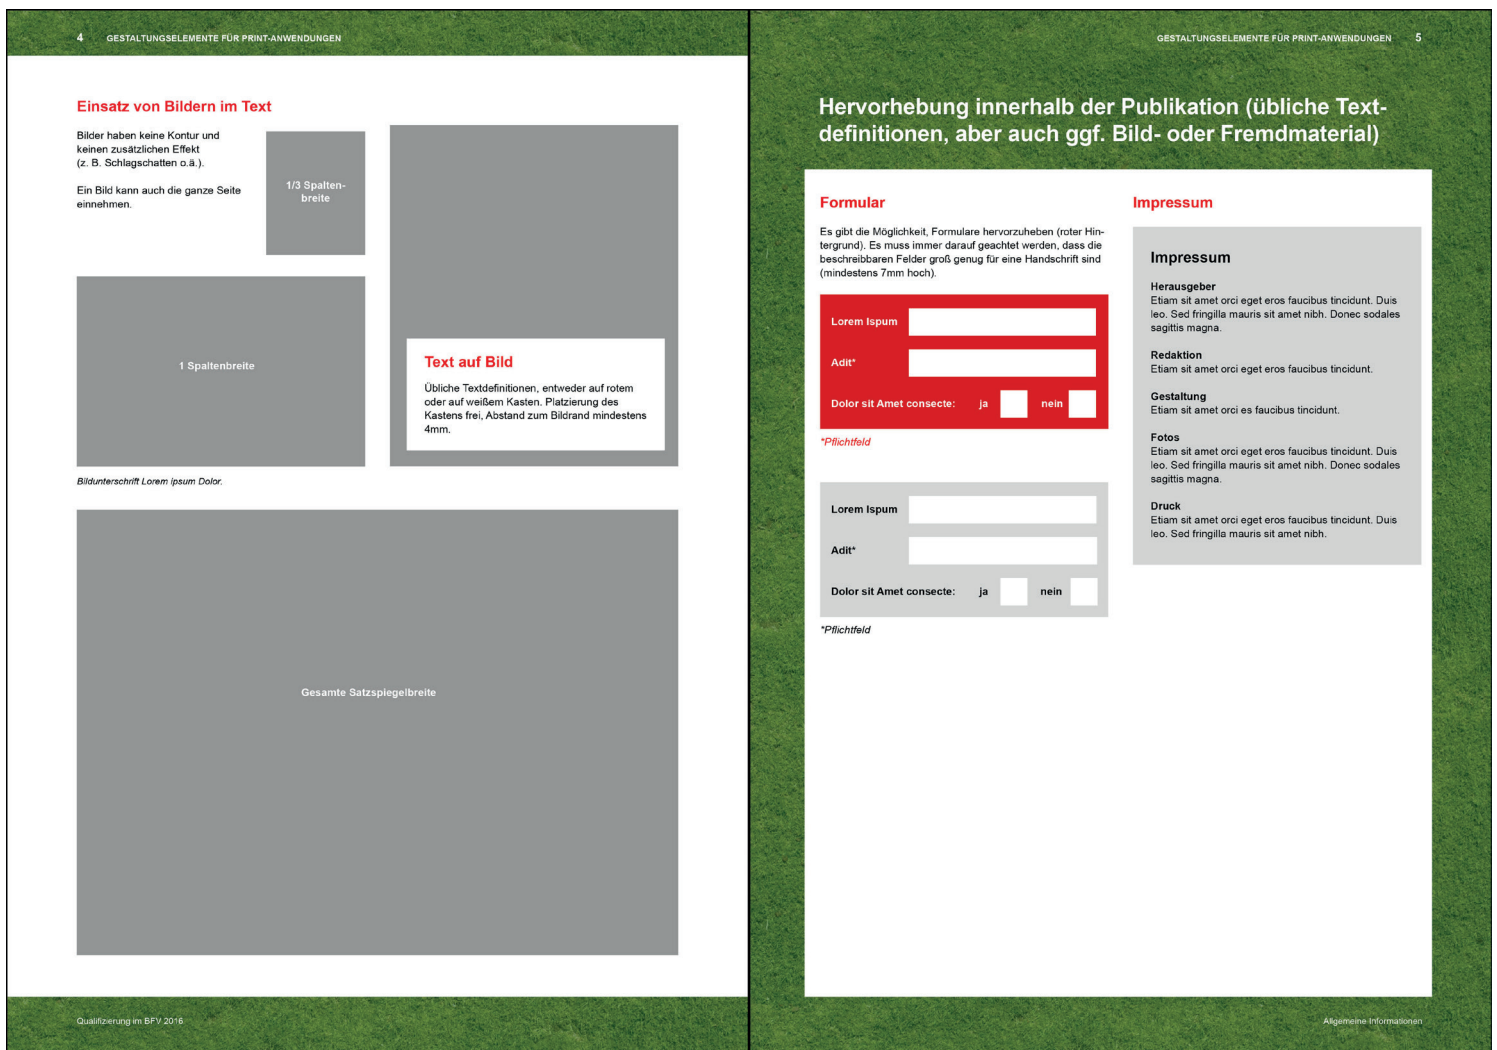 4 GESTALTUNGSELEMENTE FÜR PRINT-ANWENDUNGEN
Einsatz von Bildern im Text
Bilder haben keine Kontur und
keinen zusätzlichen Effekt
(z. B. Schlagschatten o.ä.).
Ein Bild kann auch die ganze Seite
einnehmen.
1/3 Spalten-
breite
1 Spaltenbreite
Text auf Bild
Übliche Textdefinitionen, entweder auf rotem
oder auf weißem Kasten. Platzierung des
Kastens frei, Abstand zum Bildrand mindestens
4mm.
Bildunterschrift Lorem ipsum Dolor.
Gesamte Satzspiegelbreite
Qualifizierung im BFV 2016
GESTALTUNGSELEMENTE FÜR PRINT-ANWENDUNGEN 5
Hervorhebung innerhalb der Publikation (übliche Text-
definitionen, aber auch ggf. Bild- oder Fremdmaterial)
Formular
Es gibt die Möglichkeit, Formulare hervorzuheben (roter Hin-
tergrund). Es muss immer darauf geachtet werden, dass die
beschreibbaren Felder groß genug für eine Handschrift sind
(mindestens 7mm hoch).
Lorem Ispum
Adit*
Dolor sit Amet consecte: ja nein
*Pflichtfeld
Lorem Ispum
Adit*
Dolor sit Amet consecte: ja nein
*Pflichtfeld
Impressum
Impressum
Herausgeber
Etiam sit amet orci eget eros faucibus tincidunt. Duis
leo. Sed fringilla mauris sit amet nibh. Donec sodales
sagittis magna.
Redaktion
Etiam sit amet orci eget eros faucibus tincidunt.
Gestaltung
Etiam sit amet orci es faucibus tincidunt.
Fotos
Etiam sit amet orci eget eros faucibus tincidunt. Duis
leo. Sed fringilla mauris sit amet nibh. Donec sodales
sagittis magna.
Druck
Etiam sit amet orci eget eros faucibus tincidunt. Duis
leo. Sed fringilla mauris sit amet nibh.
Allgemeine Informationen